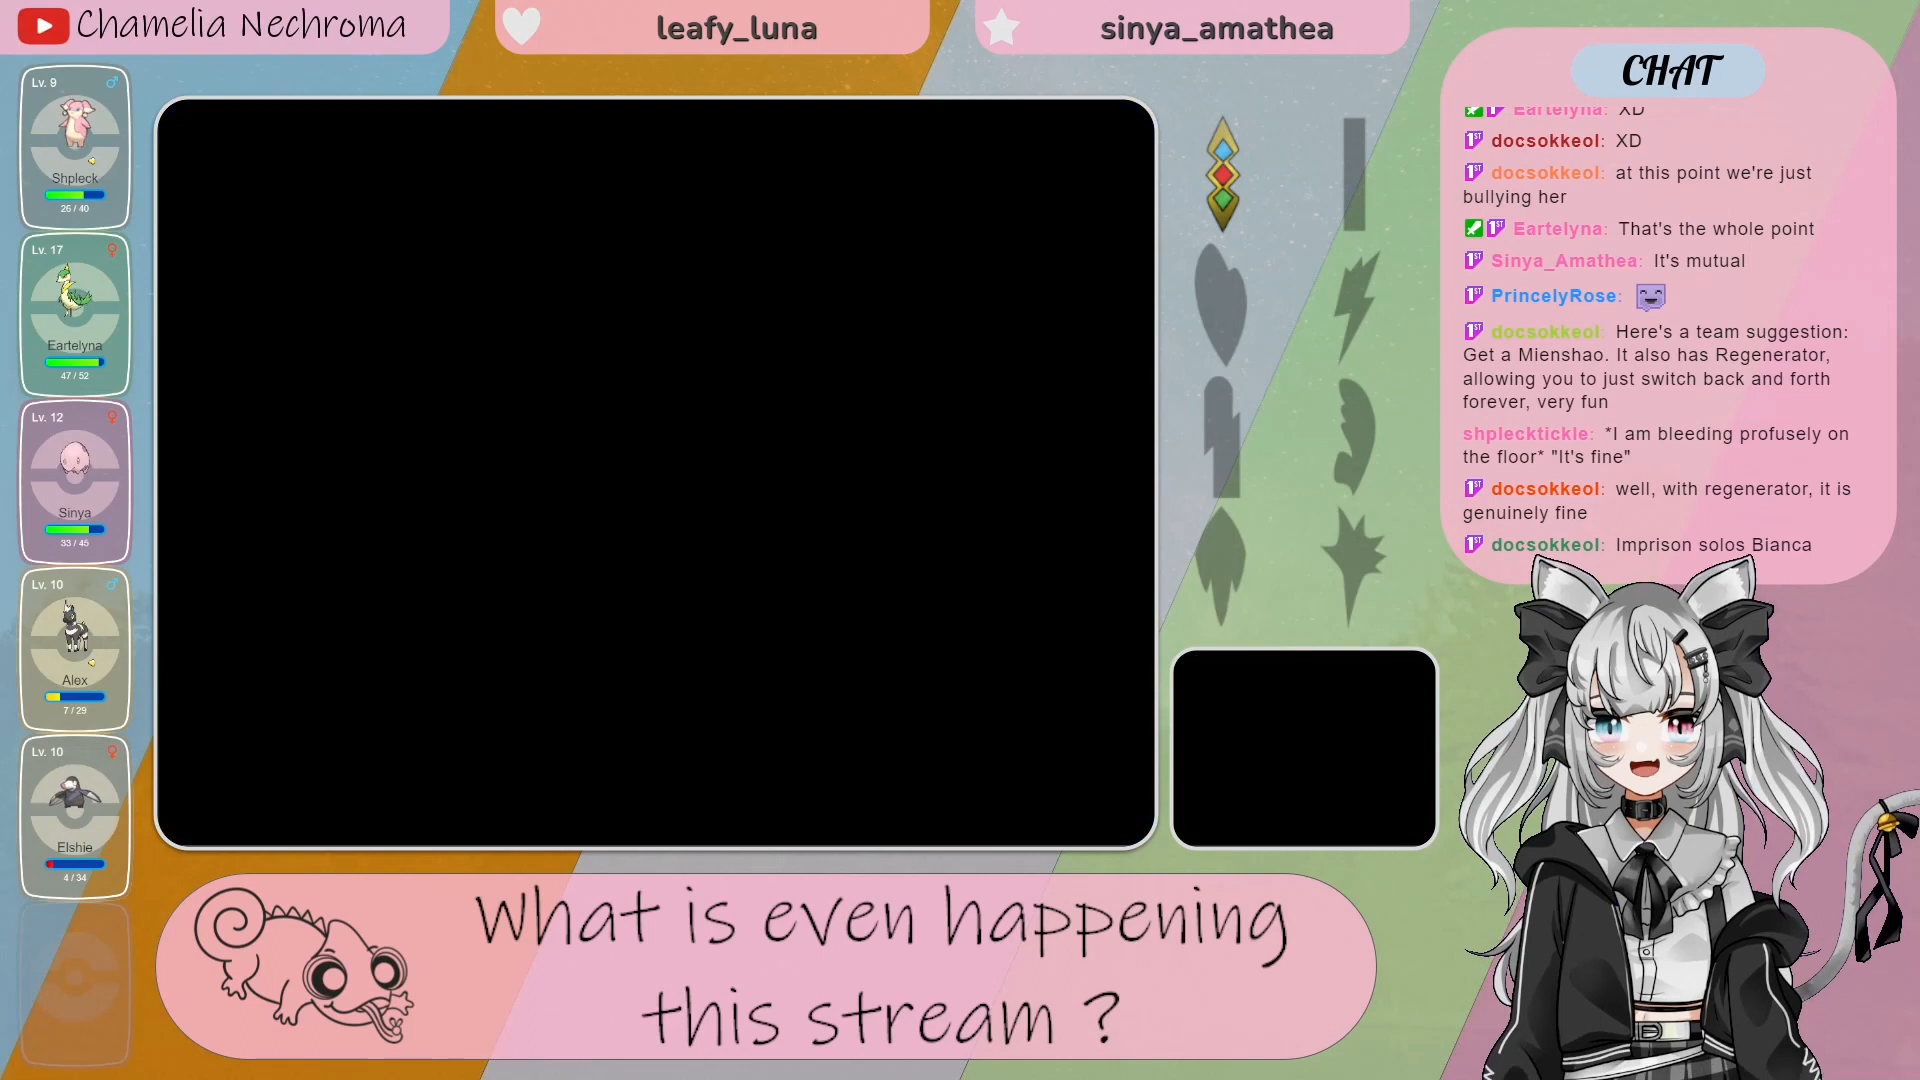 Chamelia Nechroma
leafy_luna
sinya_amathea
Lv. 9
Shpleck
26 / 40
Lv. 17
Eartelyna
47 / 52
Lv. 12
Sinya
33 / 45
Lv. 10
Alex
7 / 29
Lv. 10
Elshie
4 / 34
CHAT
Eartelyna: XD
docsokkeol: XD
docsokkeol: at this point we're just
bullying her
Eartelyna: That's the whole point
Sinya_Amathea: It's mutual
PrincelyRose:
docsokkeol: Here's a team suggestion:
Get a Mienshao. It also has Regenerator,
allowing you to just switch back and forth
forever, very fun
shplecktickle: *I am bleeding profusely on
the floor* "It's fine"
docsokkeol: well, with regenerator, it is
genuinely fine
docsokkeol: Imprison solos Bianca
What is even happening
this stream ?